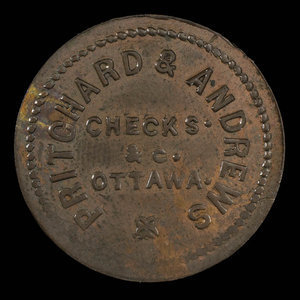 PRITCHARD & ANDREWS
CHECKS.
& C.
OTTAWA.